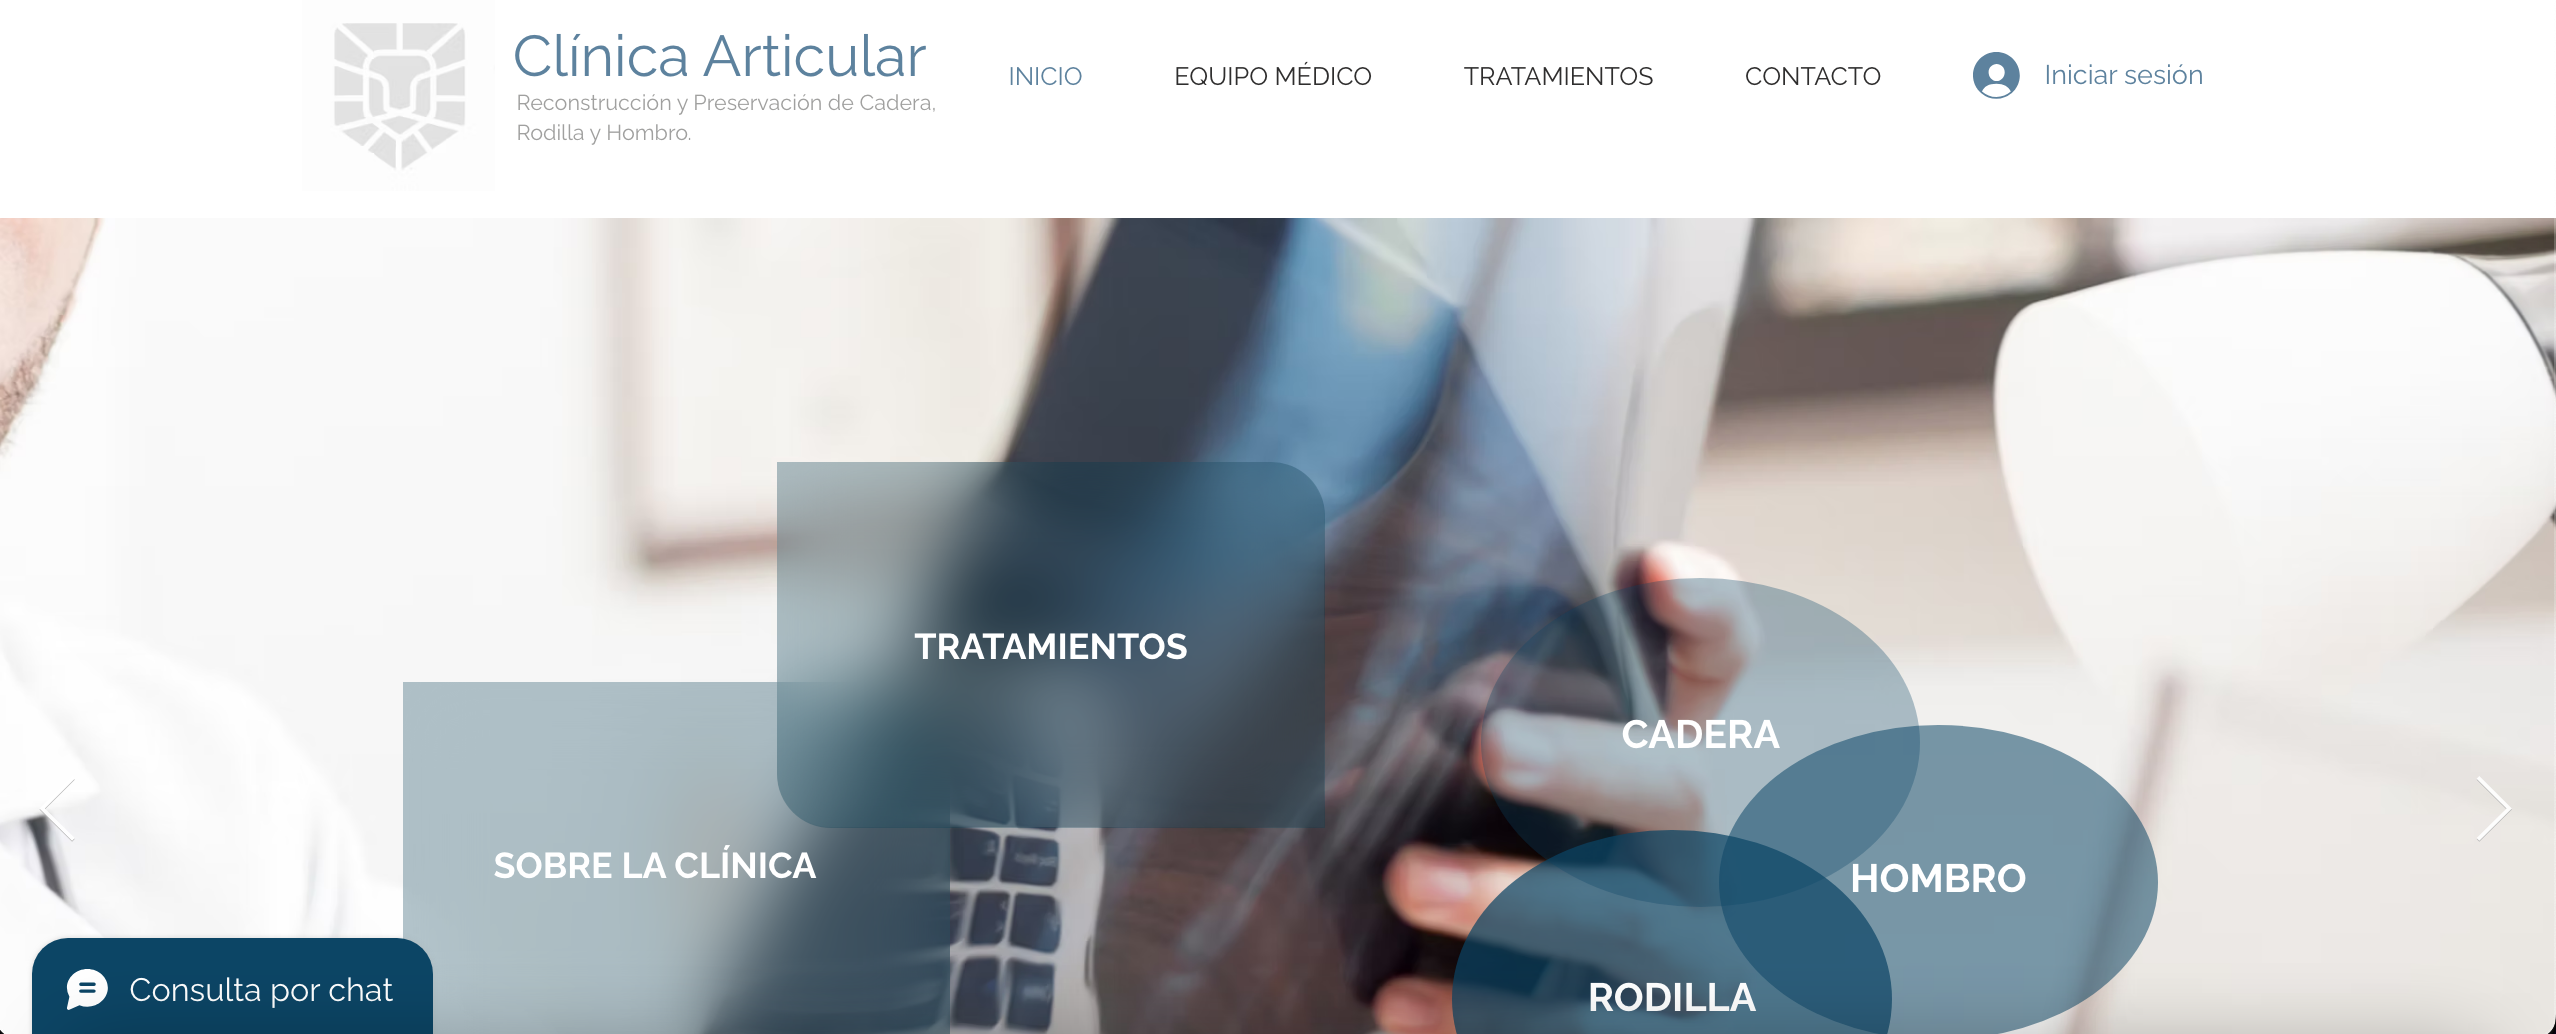 Clínica Articular
Reconstrucción y Preservación de Cadera,
Rodilla y Hombro.
INICIO
EQUIPO MÉDICO
TRATAMIENTOS
CONTACTO
Iniciar sesión
TRATAMIENTOS
SOBRE LA CLÍNICA
CADERA
HOMBRO
RODILLA
Consulta por chat